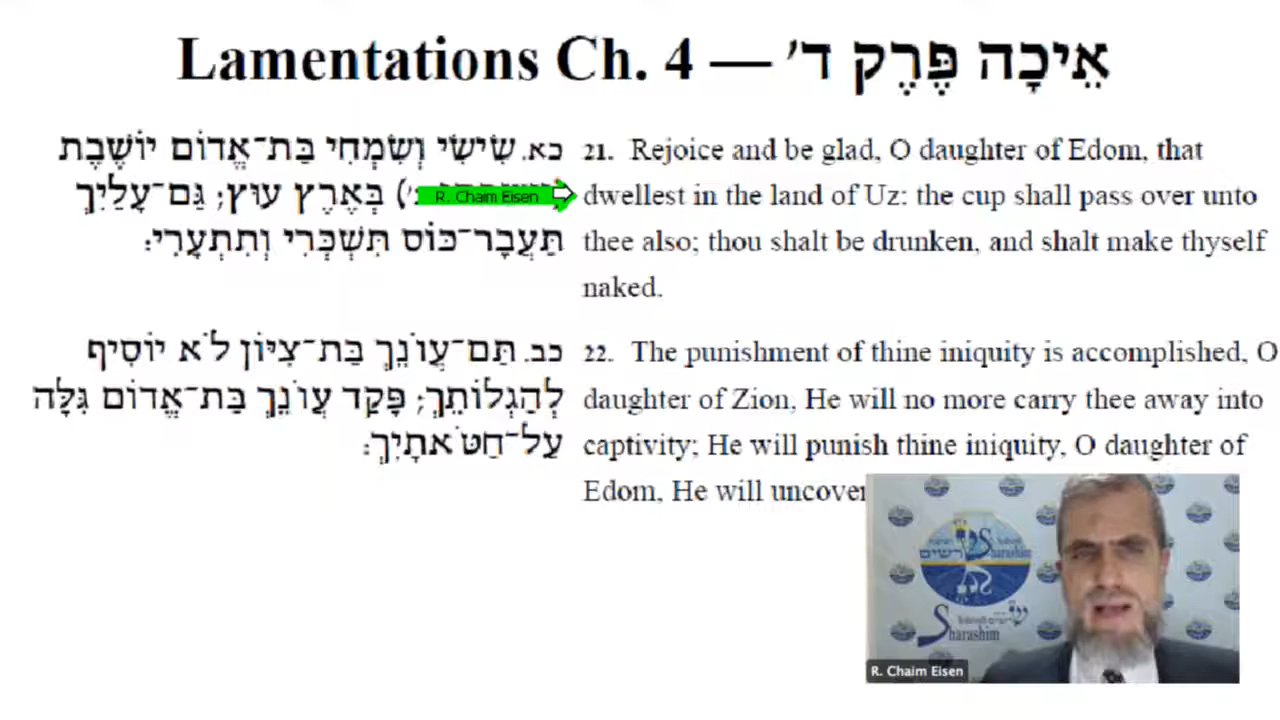 Lamentations Ch. 4 — אֵיכָה פֶּרֶק ד׳
כא. שִׂישִׂי וְשִׂמְחִי בַּת־אֱדוֹם יוֹשֶׁבֶת
בְּאֶרֶץ עוּץ; גַּם־עָלַיִךְ
תַּעֲבָר־כּוֹס תִּשְׁכְּרִי וְתִתְעָרִי:
21. Rejoice and be glad, O daughter of Edom, that
dwellest in the land of Uz: the cup shall pass over unto
thee also; thou shalt be drunken, and shalt make thyself
naked.
R. Chaim Eisen
כב. תַּם־עֲוֹנֵךְ בַּת־צִיּוֹן לֹא יוֹסִיף
לְהַגְלוֹתֵךְ; פָּקַד עֲוֹנֵךְ בַּת־אֱדוֹם גִּלָּה
עַל־חַטֹּאתָיִךְ:
22. The punishment of thine iniquity is accomplished, O
daughter of Zion, He will no more carry thee away into
captivity; He will punish thine iniquity, O daughter of
Edom, He will uncover
Sharashim
שרשים
Sharashim
R. Chaim Eisen